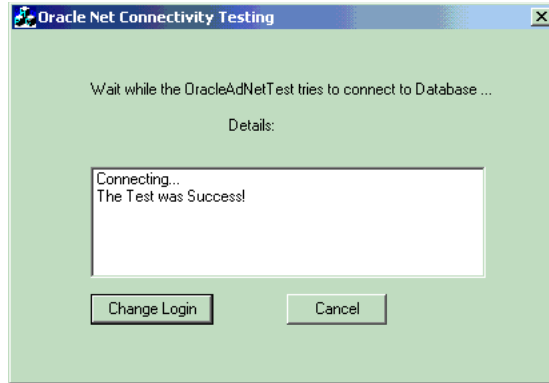 Oracle Net Connectivity Testing
Wait while the OracleAdNetTest tries to connect to Database ...
Details:
Connecting...
The Test was Success!
Change Login
Cancel